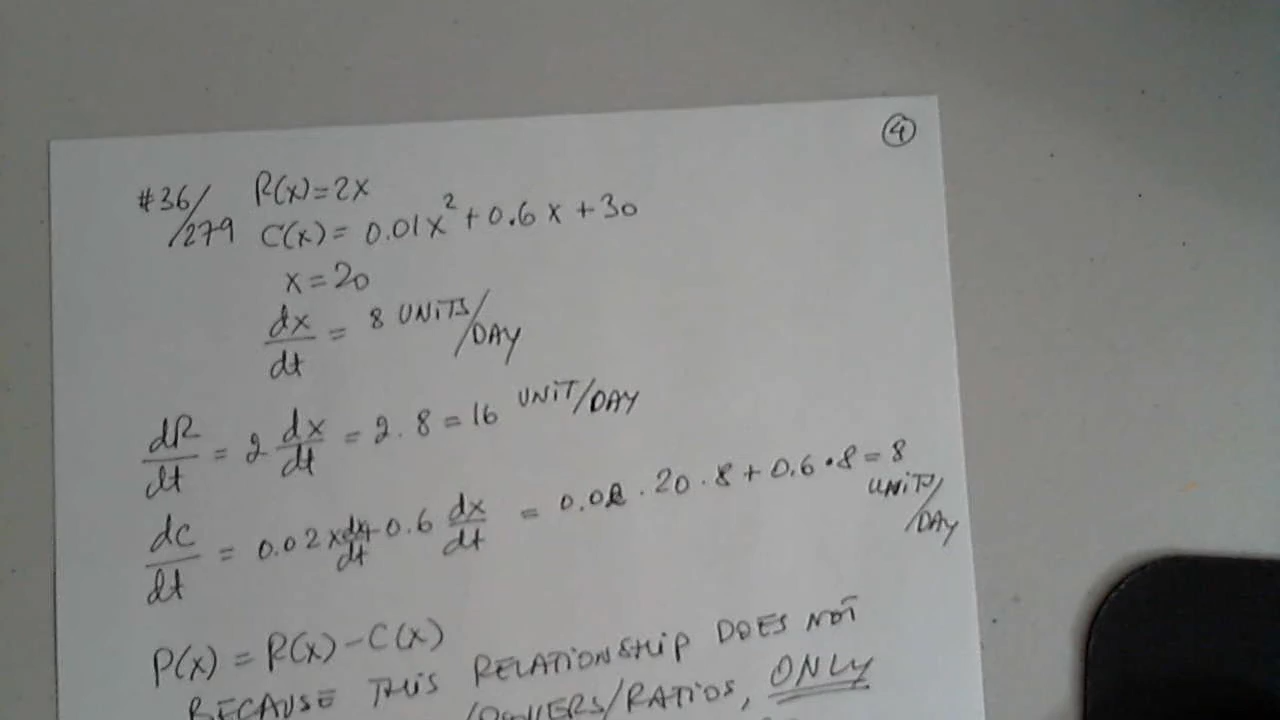 ④
#36/279 R(x)=2x
C(x)= 0.01x²+0.6x+30
x=20
dx/dt = 8 UNITS/DAY
dR/dt = 2 dx/dt = 2.8=16 UNIT/DAY
dC/dt = 0.02x dx/dt + 0.6 dx/dt = 0.02 . 20 . 8 + 0.6 • 8 = 8 UNITS/DAY
P(x) = R(x) - C(x)
BECAUSE THIS RELATIONSHIP DOES NOT
/RATIOS, ONLY